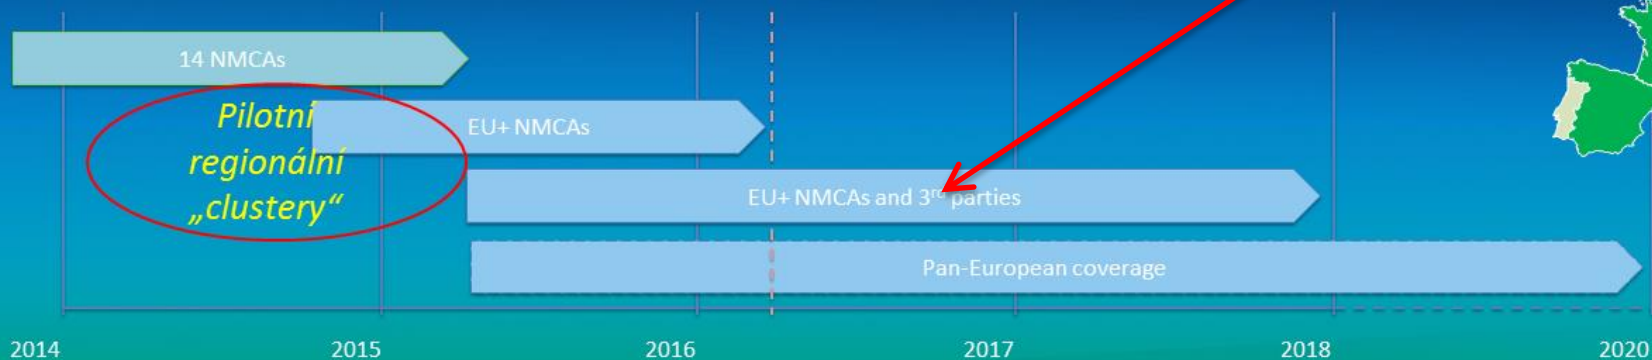 14 NMCAs
Pilotní
regionální
„clustery“
EU+ NMCAs
EU+ NMCAs and 3rd parties
Pan-European coverage
2014 2015 2016 2017 2018 2020